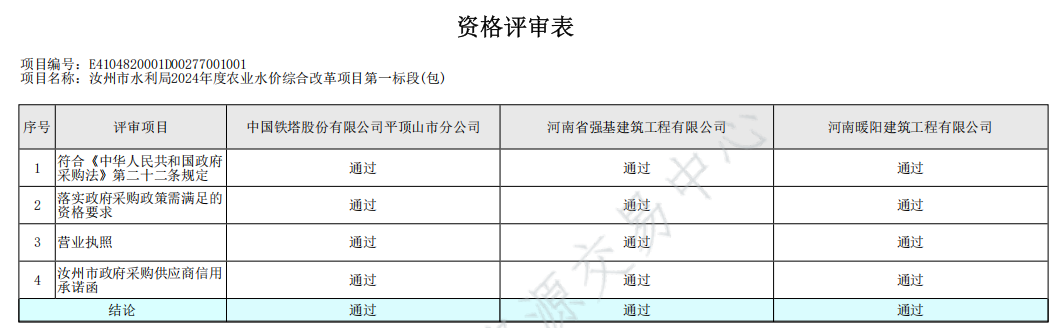 资格评审表
项目编号: E4104820001D00277001001
项目名称: 汝州市水利局2024年度农业水价综合改革项目第一标段(包)
序号 评审项目 中国铁塔股份有限公司平顶山市分公司 河南省强基建筑工程有限公司 河南暖阳建筑工程有限公司
1 符合《中华人民共和国政府采购法》第二十二条规定 通过 通过 通过
2 落实政府采购政策需满足的资格要求 通过 通过 通过
3 营业执照 通过 通过 通过
4 汝州市政府采购供应商信用承诺函 通过 通过 通过
结论 通过 通过 通过
源交易中心